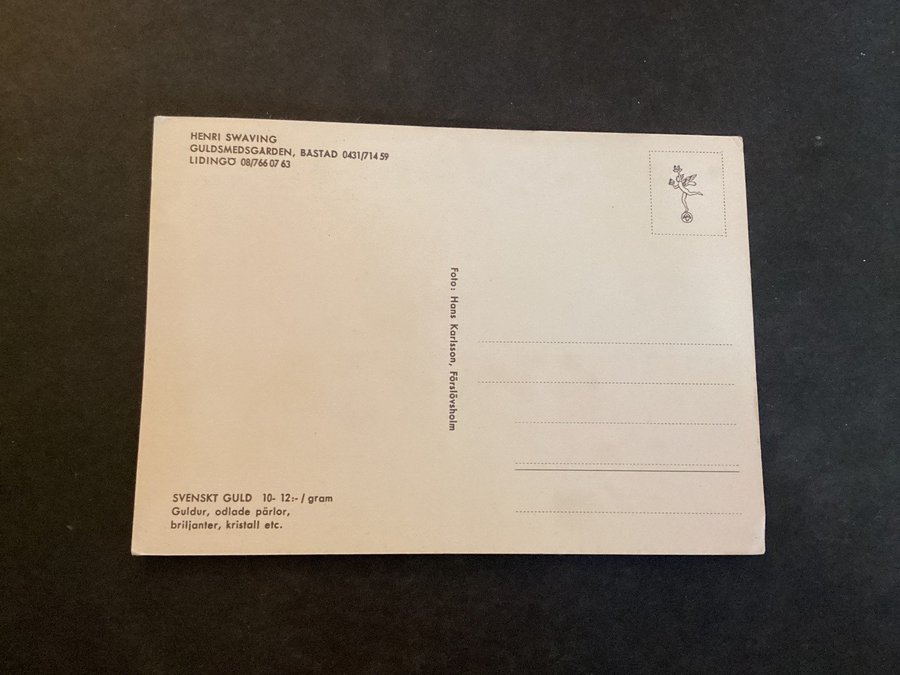 HENRI SWAVING
GULDSMEDSGÅRDEN, BÅSTAD 0431/714 59
LIDINGÖ 08/766 07 63
Foto: Hans Karlsson, Förslövsholm
SVENSKT GULD 10- 12:- / gram
Guldur, odlade pärlor,
briljanter, kristall etc.